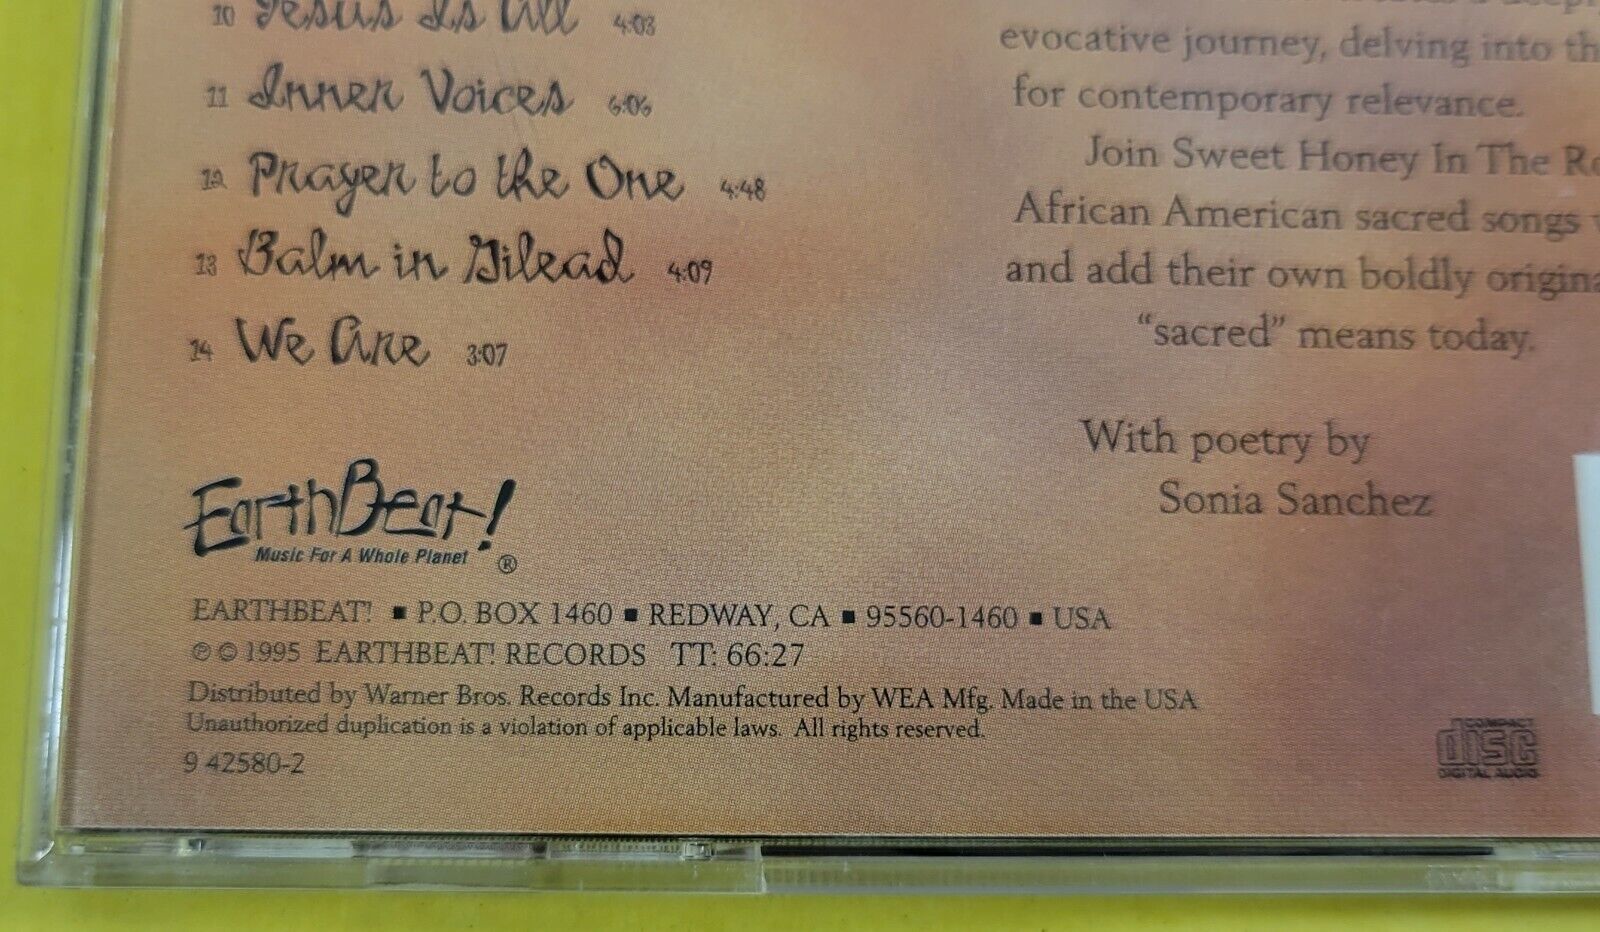 10 Jesus Is All 4:03
11 Inner Voices 6:06
12 Prayer to the One 4:48
13 Balm in Gilead 4:09
14 We Are 3:07
evocative journey, delving into th
for contemporary relevance.
Join Sweet Honey In The Ro
African American sacred songs
and add their own boldly origina
“sacred” means today.
With poetry by
Sonia Sanchez
EarthBeat!
Music For A Whole Planet ®
EARTHBEAT! ■ P.O. BOX 1460 ■ REDWAY, CA ■ 95560-1460 ■ USA
℗ © 1995 EARTHBEAT! RECORDS TT: 66:27
Distributed by Warner Bros. Records Inc. Manufactured by WEA Mfg. Made in the USA
Unauthorized duplication is a violation of applicable laws. All rights reserved.
9 42580-2
COMPACT
disc
DIGITAL AUDIO